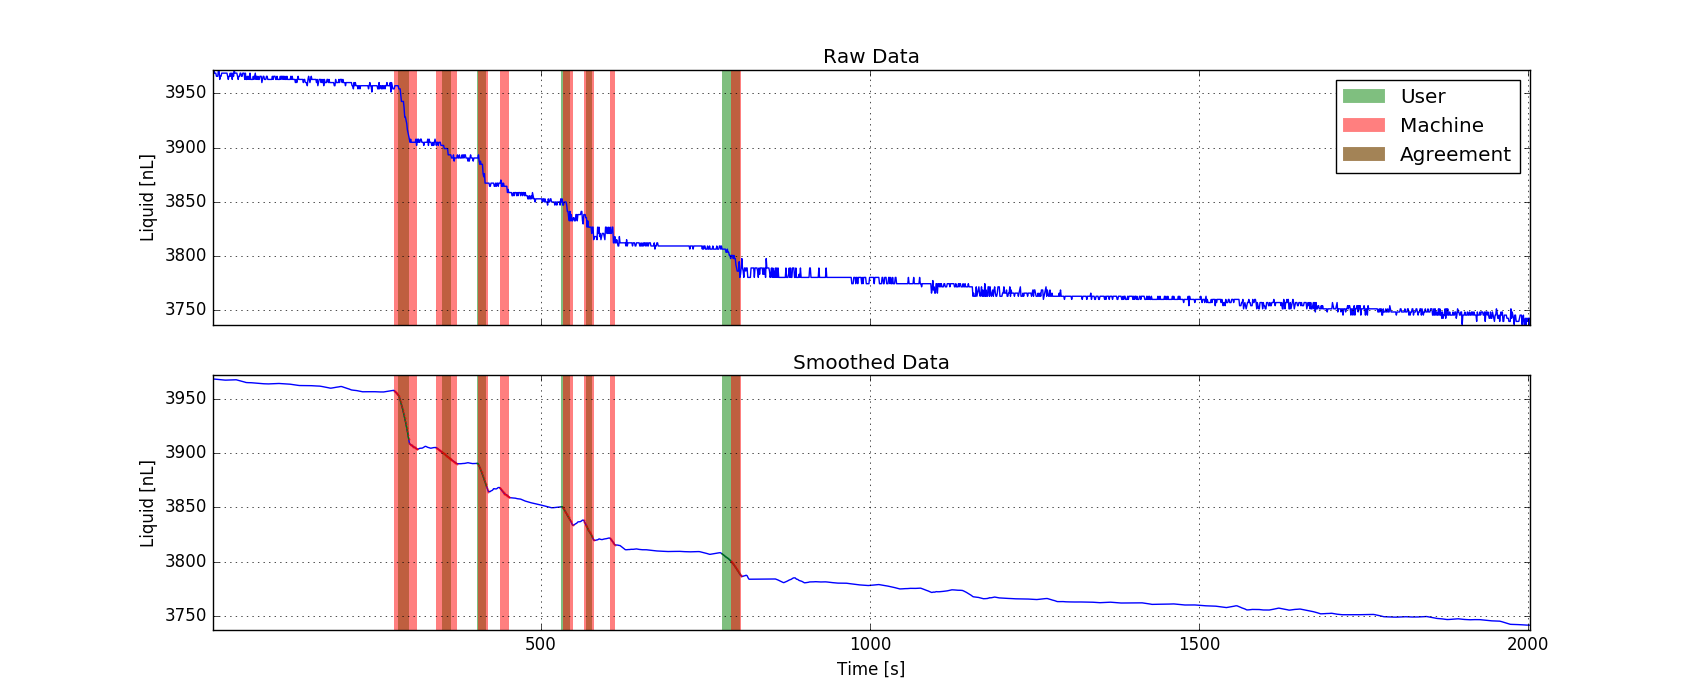 Raw Data
3950
3900
3850
3800
3750
Liquid [nL]
User
Machine
Agreement
Smoothed Data
3950
3900
3850
3800
3750
Liquid [nL]
500
1000
1500
2000
Time [s]